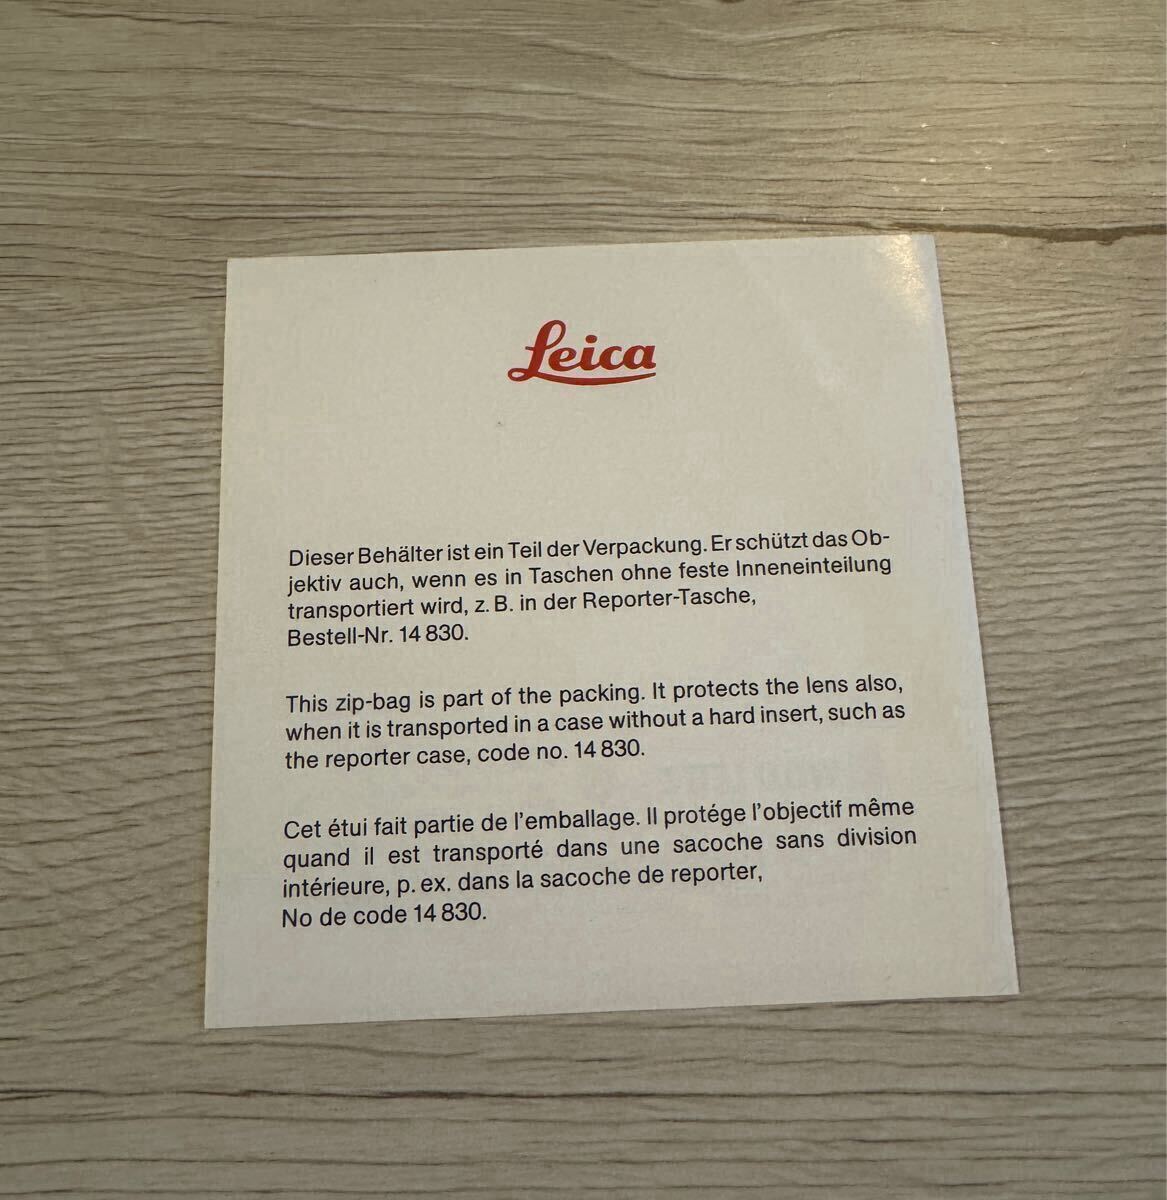 Leica
Dieser Behälter ist ein Teil der Verpackung. Er schützt das Ob-
jektiv auch, wenn es in Taschen ohne feste Inneneinteilung
transportiert wird, z. B. in der Reporter-Tasche,
Bestell-Nr. 14 830.
This zip-bag is part of the packing. It protects the lens also,
when it is transported in a case without a hard insert, such as
the reporter case, code no. 14 830.
Cet étui fait partie de l'emballage. Il protége l'objectif même
quand il est transporté dans une sacoche sans division
intérieure, p. ex. dans la sacoche de reporter,
No de code 14 830.